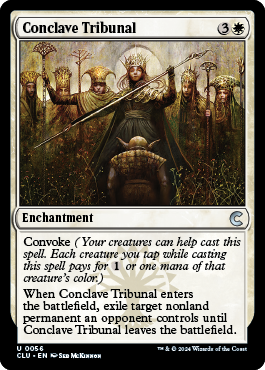 Conclave Tribunal 3
Enchantment
Convoke (Your creatures can help cast this
spell. Each creature you tap while casting
this spell pays for 1 or one mana of that
creature's color.)
When Conclave Tribunal enters
the battlefield, exile target nonland
permanent an opponent controls until
Conclave Tribunal leaves the battlefield.
U 0056
CLU • EN Seb McKinnon
™ & © 2024 Wizards of the Coast